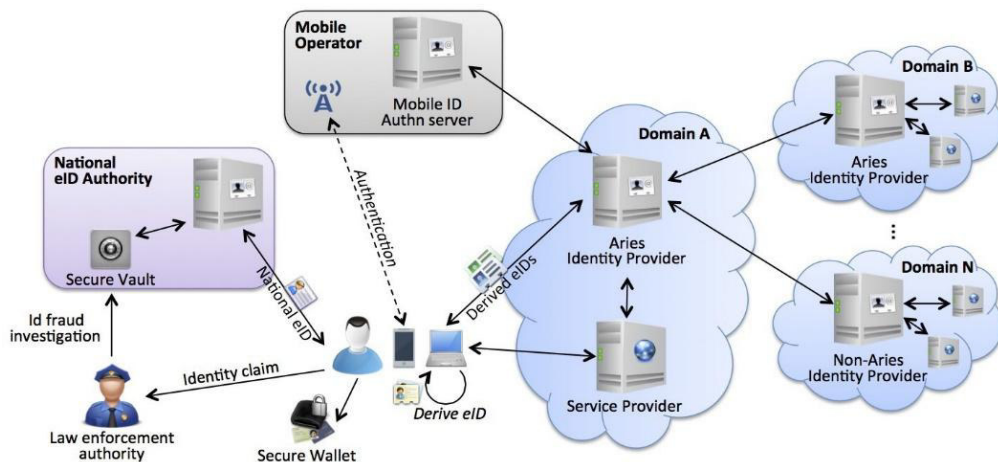 Mobile
Operator
Mobile ID
Authn server
National
eID Authority
Secure Vault
Authentication
National eID
Derived eIDs
Domain A
Aries
Identity Provider
Service Provider
Domain B
Aries
Identity Provider
...
Domain N
Non-Aries
Identity Provider
Id fraud
investigation
Identity claim
Law enforcement
authority
Secure Wallet
Derive eID